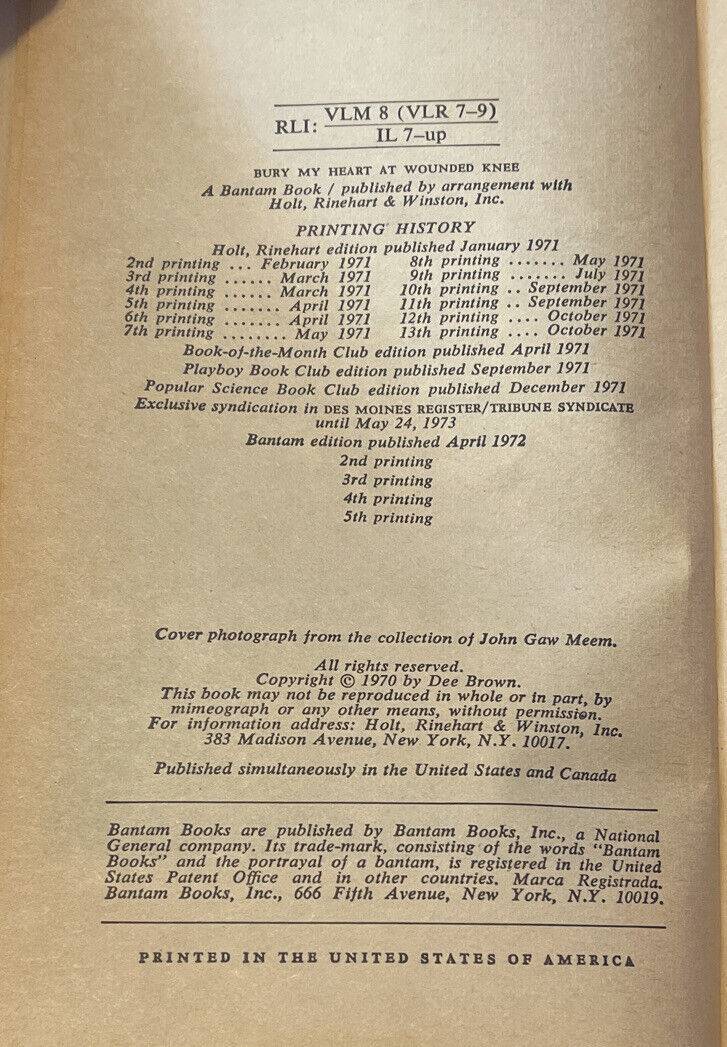 RLI: VLM 8 (VLR 7–9)
IL 7–up
BURY MY HEART AT WOUNDED KNEE
A Bantam Book / published by arrangement with
Holt, Rinehart & Winston, Inc.
PRINTING HISTORY
Holt, Rinehart edition published January 1971
2nd printing ... February 1971 8th printing ....... May 1971
3rd printing ...... March 1971 9th printing ....... July 1971
4th printing ...... March 1971 10th printing .. September 1971
5th printing ....... April 1971 11th printing .. September 1971
6th printing ....... April 1971 12th printing .... October 1971
7th printing ........ May 1971 13th printing .... October 1971
Book-of-the-Month Club edition published April 1971
Playboy Book Club edition published September 1971
Popular Science Book Club edition published December 1971
Exclusive syndication in DES MOINES REGISTER/TRIBUNE SYNDICATE
until May 24, 1973
Bantam edition published April 1972
2nd printing
3rd printing
4th printing
5th printing
Cover photograph from the collection of John Gaw Meem.
All rights reserved.
Copyright © 1970 by Dee Brown.
This book may not be reproduced in whole or in part, by
mimeograph or any other means, without permission.
For information address: Holt, Rinehart & Winston, Inc.
383 Madison Avenue, New York, N.Y. 10017.
Published simultaneously in the United States and Canada
Bantam Books are published by Bantam Books, Inc., a National
General company. Its trade-mark, consisting of the words "Bantam
Books" and the portrayal of a bantam, is registered in the United
States Patent Office and in other countries. Marca Registrada.
Bantam Books, Inc., 666 Fifth Avenue, New York, N.Y. 10019.
PRINTED IN THE UNITED STATES OF AMERICA